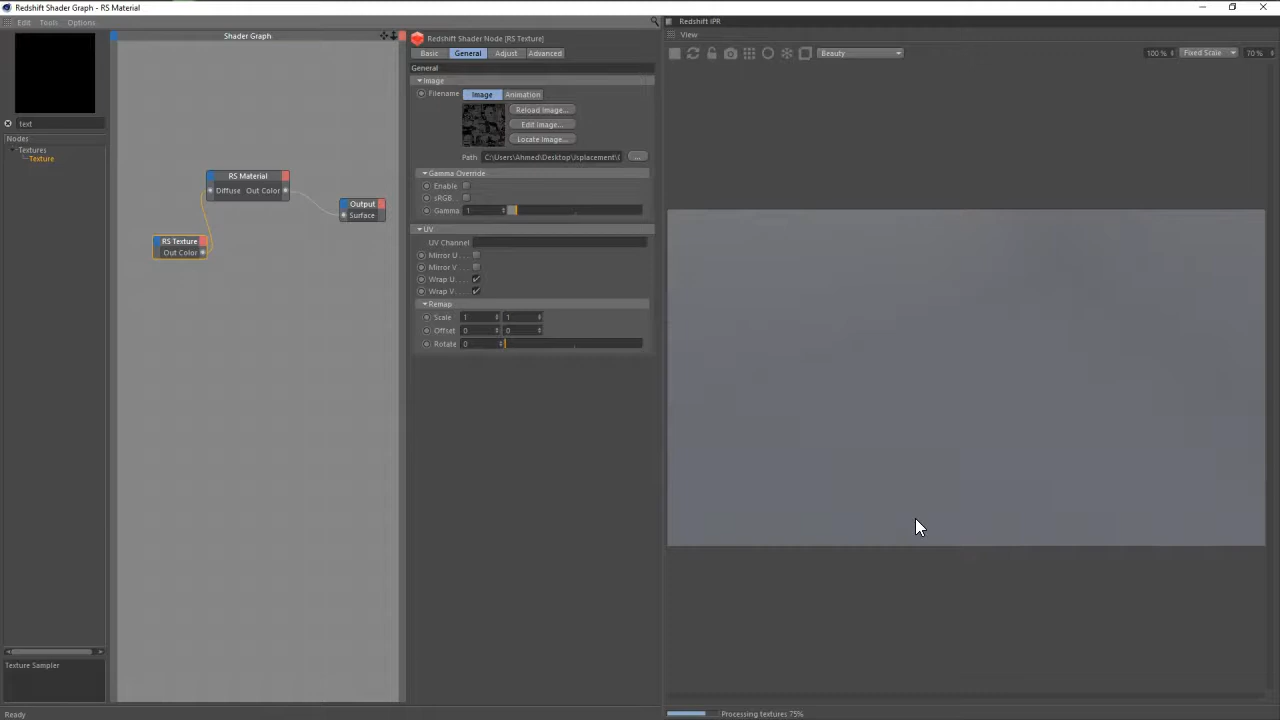 Redshift Shader Graph - RS Material
Edit Tools Options
text
Nodes
Textures
Texture
Texture Sampler
Ready
Shader Graph
RS Material
Diffuse Out Color
Output
Surface
RS Texture
Out Color
Redshift Shader Node [RS Texture]
Basic General Adjust Advanced
General
Image
Filename Image Animation
Reload Image...
Edit Image...
Locate Image...
Path C:\Users\Ahmed\Desktop\Jsplacement\
...
Gamma Override
Enable
sRGB
Gamma 1
UV
UV Channel
Mirror U . . .
Mirror V . . .
Wrap U . . .
Wrap V . . .
Remap
Scale 1 1
Offset 0 0
Rotate 0
Redshift IPR
View
Beauty 100 % Fixed Scale 70 %
Processing textures 75%